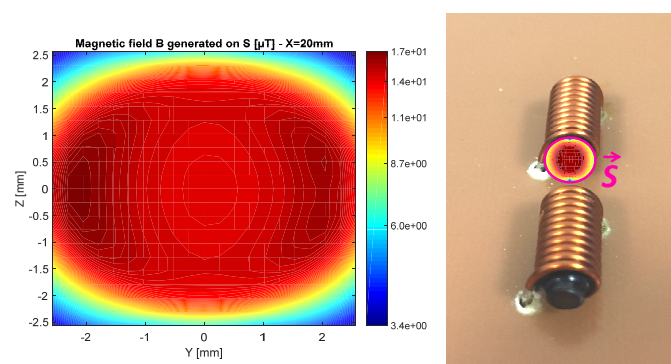 Magnetic field B generated on S [µT] - X=20mm
2.5
2
1.5
1
0.5
0
-0.5
-1
-1.5
-2
-2.5
Z [mm]
-2 -1 0 1 2
Y [mm]
1.7e+01
1.4e+01
1.1e+01
8.7e+00
6.0e+00
3.4e+00
S